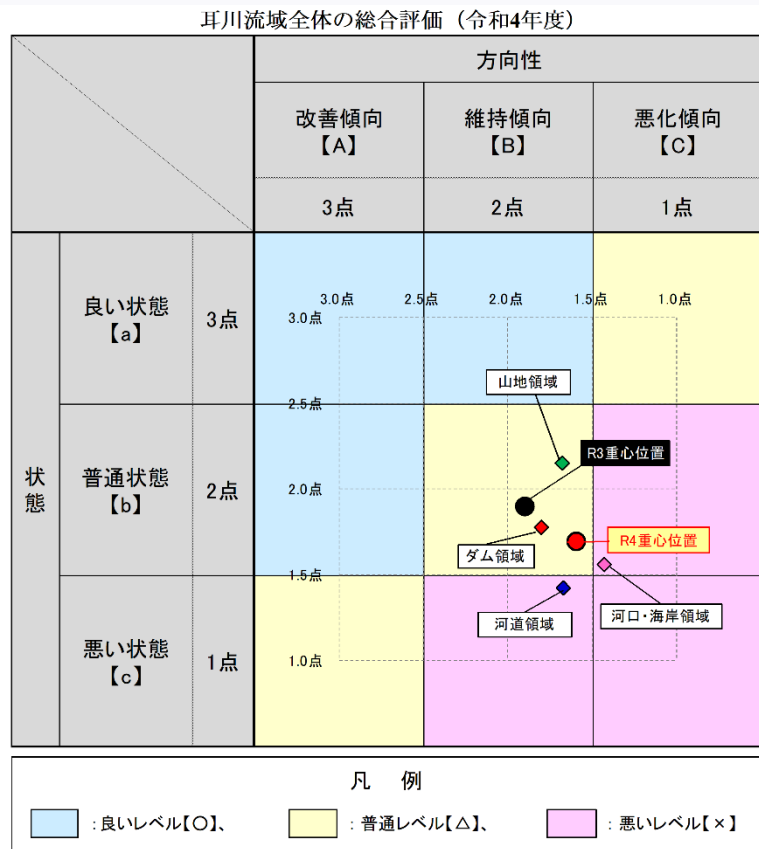 耳川流域全体の総合評価（令和4年度）
方向性
改善傾向
【A】
維持傾向
【B】
悪化傾向
【C】
3点
2点
1点
状態
良い状態
【a】
3点
普通状態
【b】
2点
悪い状態
【c】
1点
3.0点
2.5点
2.0点
1.5点
1.0点
3.0点
2.5点
2.0点
1.5点
1.0点
山地領域
R3重心位置
ダム領域
R4重心位置
河道領域
河口・海岸領域
凡　例
：良いレベル【〇】、
：普通レベル【△】、
：悪いレベル【×】